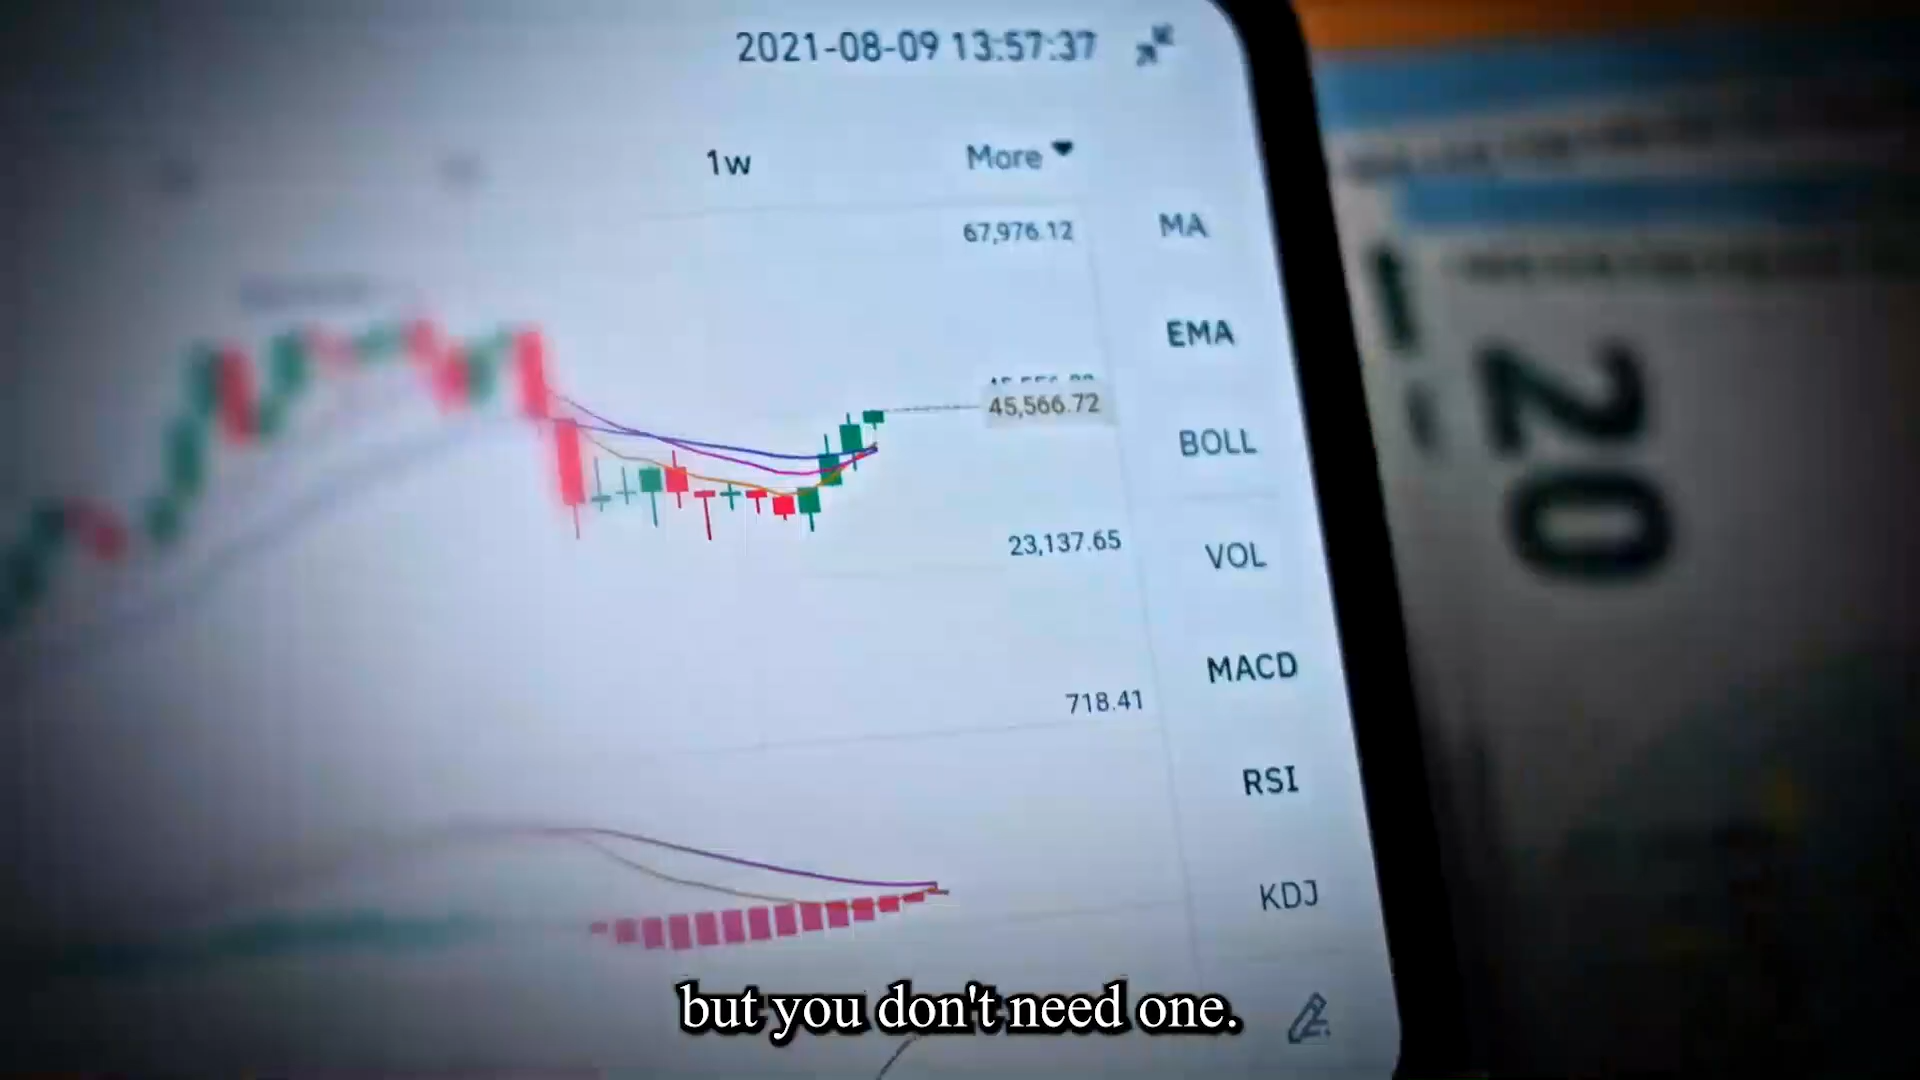 2021-08-09 13:57:37
1w More
67,976.12
MA
EMA
45,566.72
BOLL
23,137.65
VOL
MACD
718.41
RSI
KDJ
20
but you don't need one.